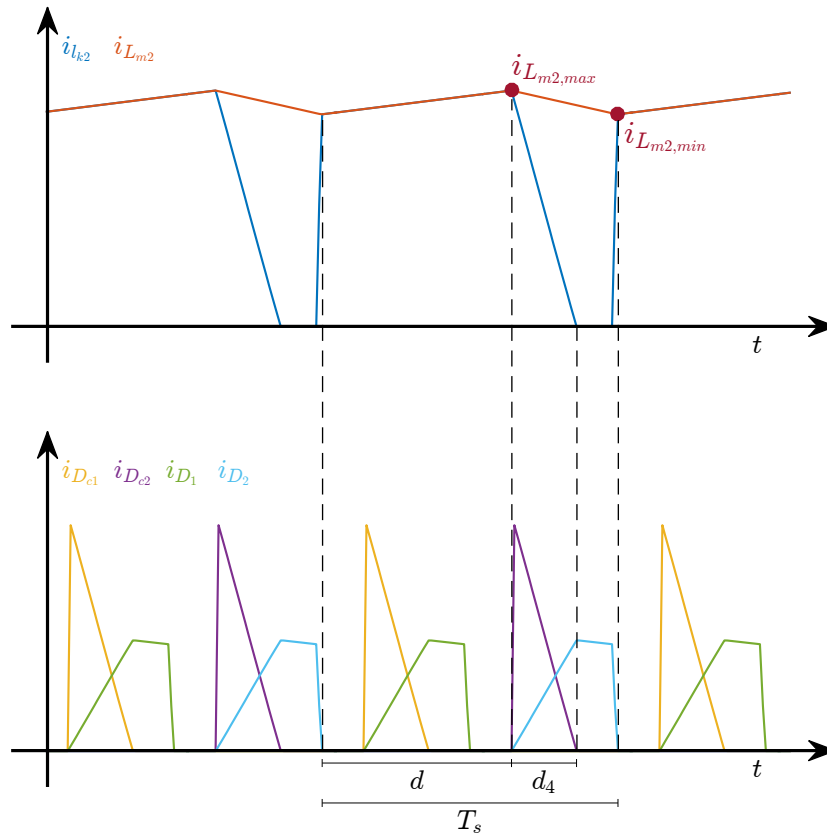 i_{l_{k2}} i_{L_{m2}}
i_{L_{m2,max}}
i_{L_{m2,min}}
t
i_{D_{c1}} i_{D_{c2}} i_{D_1} i_{D_2}
t
d d_4
T_s